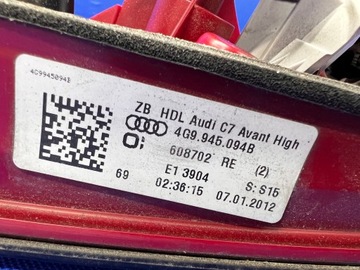 4G9945094B
ZB HDL Audi C7 Avant High
4G9.945.094B
608702 RE (2)
E1 3904 S: S15
69 02:36:15 07.01.2012